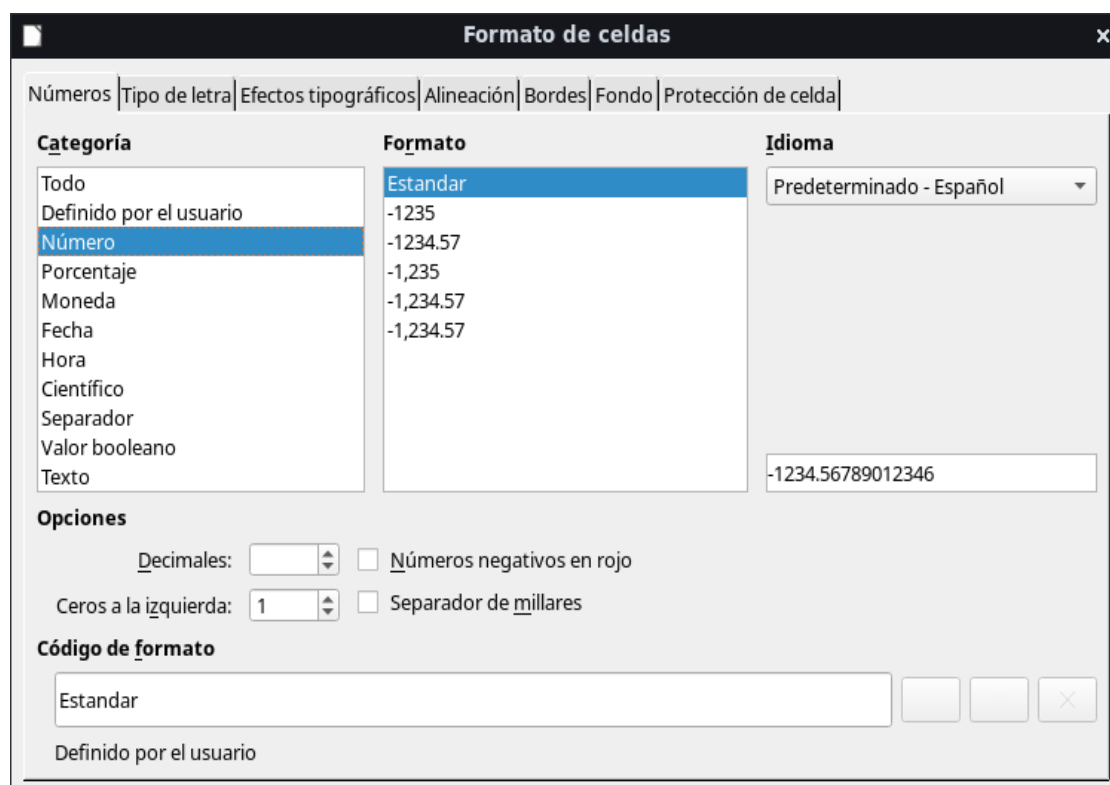 Formato de celdas
Números Tipo de letra Efectos tipográficos Alineación Bordes Fondo Protección de celda
Categoría
Todo
Definido por el usuario
Número
Porcentaje
Moneda
Fecha
Hora
Científico
Separador
Valor booleano
Texto
Formato
Estandar
-1235
-1234.57
-1,235
-1,234.57
-1,234.57
Idioma
Predeterminado - Español
-1234.56789012346
Opciones
Decimales:
Números negativos en rojo
Ceros a la izquierda: 1
Separador de millares
Código de formato
Estandar
Definido por el usuario